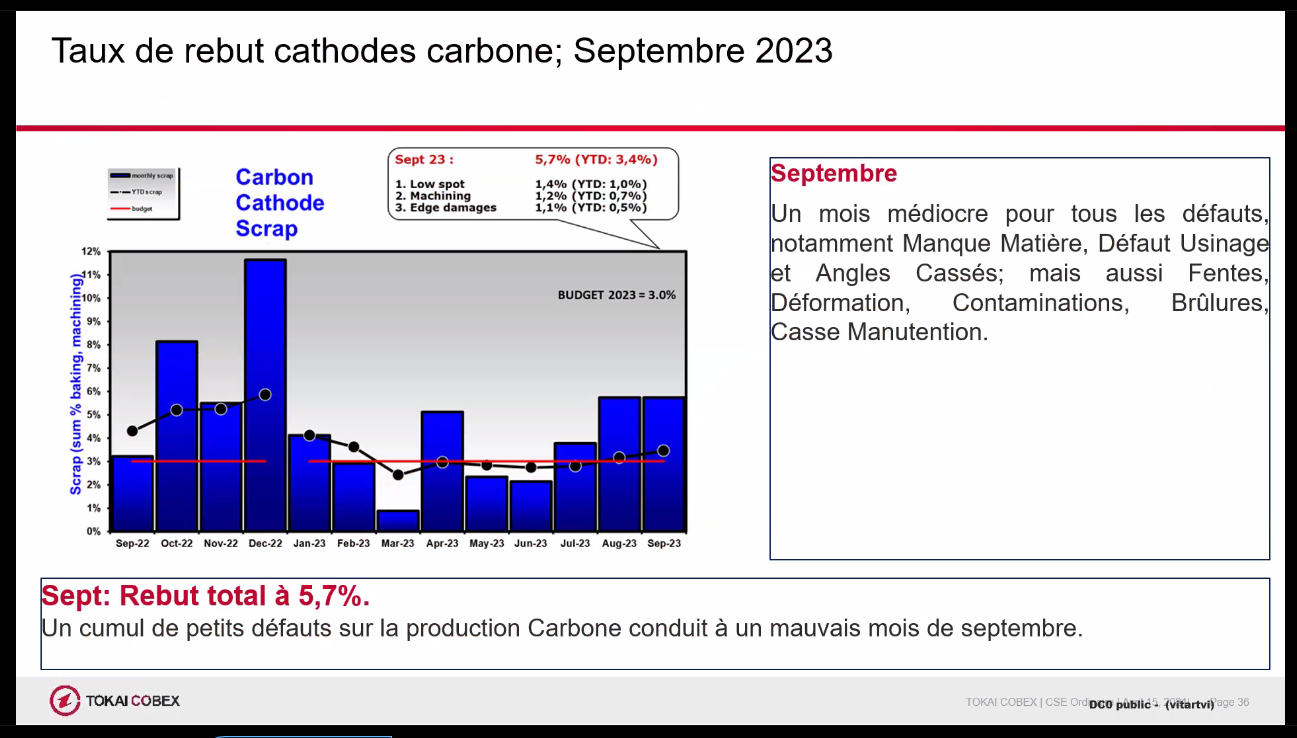 Taux de rebut cathodes carbone; Septembre 2023
monthly scrap
YTD scrap
budget
Carbon
Cathode
Scrap
Sept 23 : 5,7% (YTD: 3,4%)
1. Low spot 1,4% (YTD: 1,0%)
2. Machining 1,2% (YTD: 0,7%)
3. Edge damages 1,1% (YTD: 0,5%)
BUDGET 2023 = 3.0%
Scrap (sum % baking, machining)
12%
11%
10%
9%
8%
7%
6%
5%
4%
3%
2%
1%
0%
Sep-22 Oct-22 Nov-22 Dec-22 Jan-23 Feb-23 Mar-23 Apr-23 May-23 Jun-23 Jul-23 Aug-23 Sep-23
Septembre
Un mois médiocre pour tous les défauts,
notamment Manque Matière, Défaut Usinage
et Angles Cassés; mais aussi Fentes,
Déformation, Contaminations, Brûlures,
Casse Manutention.
Sept: Rebut total à 5,7%.
Un cumul de petits défauts sur la production Carbone conduit à un mauvais mois de septembre.
TOKAI COBEX
TOKAI COBEX | CSE Page 36
DC0 public - (vitartvi)